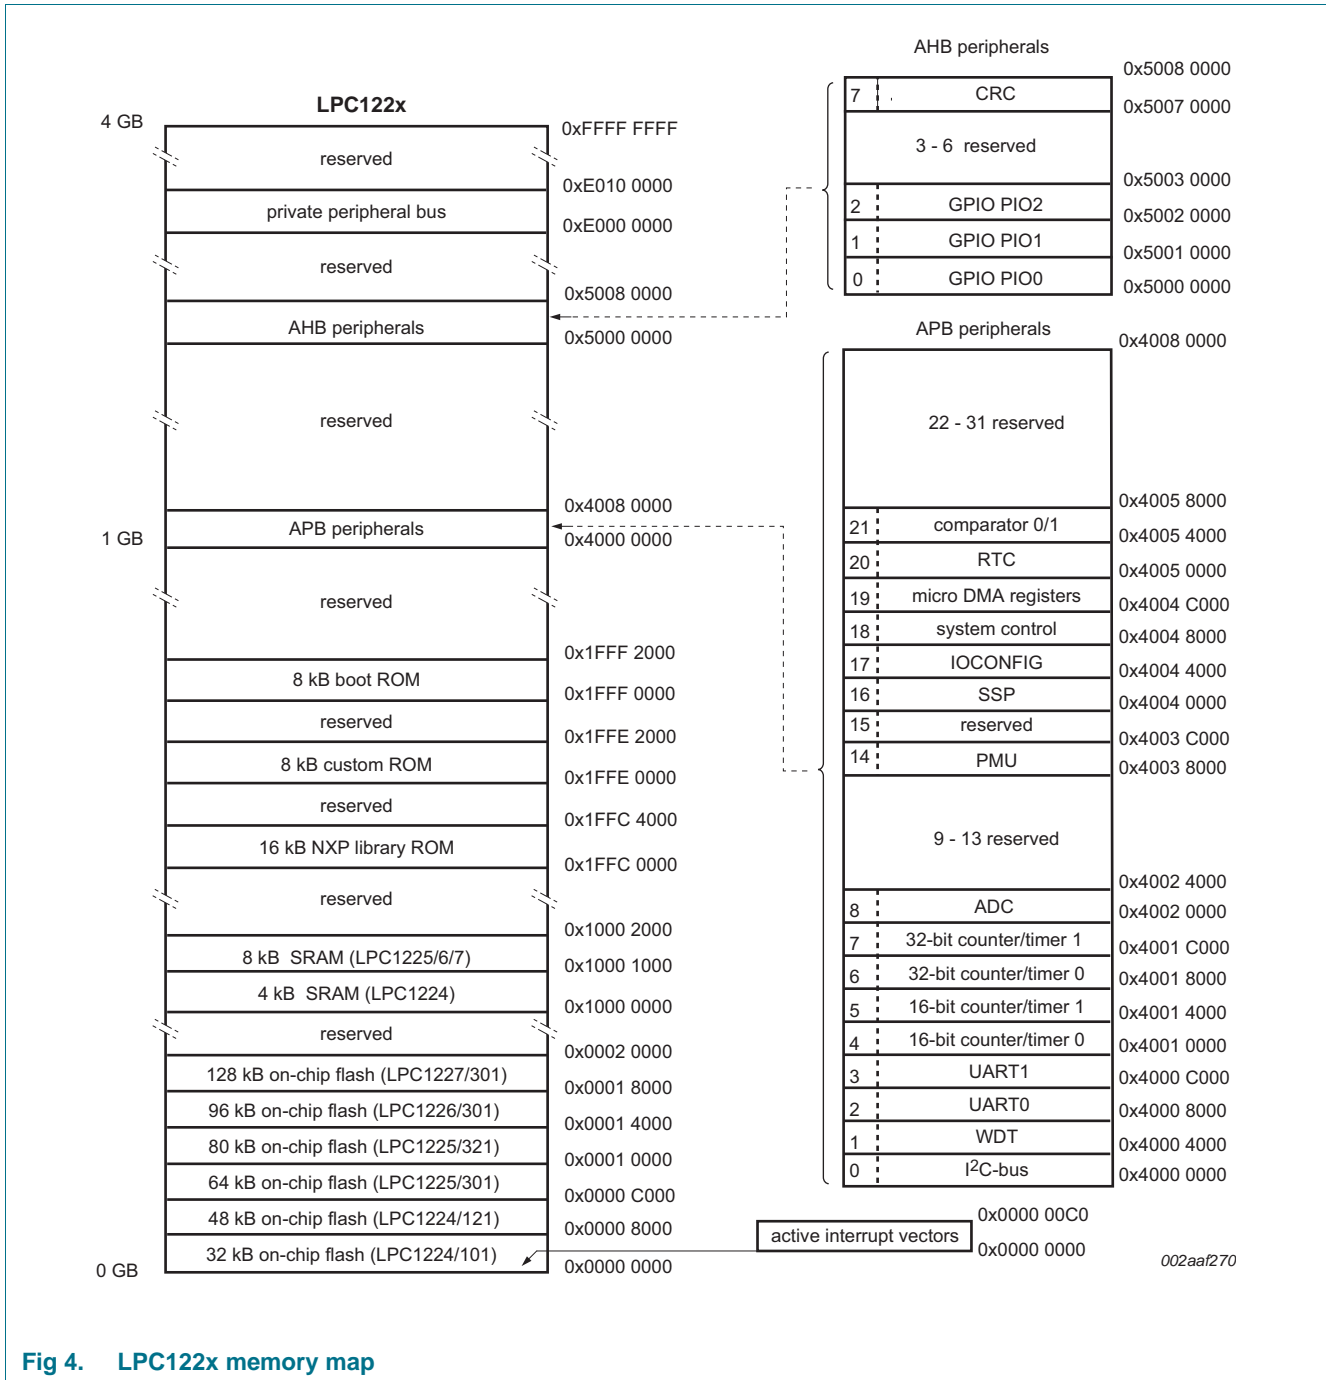 LPC122x
4 GB
0xFFFF FFFF
reserved
0xE010 0000
private peripheral bus
0xE000 0000
reserved
0x5008 0000
AHB peripherals
0x5000 0000
reserved
0x4008 0000
APB peripherals
1 GB
0x4000 0000
reserved
0x1FFF 2000
8 kB boot ROM
0x1FFF 0000
reserved
0x1FFE 2000
8 kB custom ROM
0x1FFE 0000
reserved
0x1FFC 4000
16 kB NXP library ROM
0x1FFC 0000
reserved
0x1000 2000
8 kB SRAM (LPC1225/6/7)
0x1000 1000
4 kB SRAM (LPC1224)
0x1000 0000
reserved
0x0002 0000
128 kB on-chip flash (LPC1227/301)
0x0001 8000
96 kB on-chip flash (LPC1226/301)
0x0001 4000
80 kB on-chip flash (LPC1225/321)
0x0001 0000
64 kB on-chip flash (LPC1225/301)
0x0000 C000
48 kB on-chip flash (LPC1224/121)
0x0000 8000
32 kB on-chip flash (LPC1224/101)
0 GB
0x0000 0000
AHB peripherals
0x5008 0000
7 CRC
0x5007 0000
3 - 6 reserved
0x5003 0000
2 GPIO PIO2
0x5002 0000
1 GPIO PIO1
0x5001 0000
0 GPIO PIO0
0x5000 0000
APB peripherals
0x4008 0000
22 - 31 reserved
0x4005 8000
21 comparator 0/1
0x4005 4000
20 RTC
0x4005 0000
19 micro DMA registers
0x4004 C000
18 system control
0x4004 8000
17 IOCONFIG
0x4004 4000
16 SSP
0x4004 0000
15 reserved
0x4003 C000
14 PMU
0x4003 8000
9 - 13 reserved
0x4002 4000
8 ADC
0x4002 0000
7 32-bit counter/timer 1
0x4001 C000
6 32-bit counter/timer 0
0x4001 8000
5 16-bit counter/timer 1
0x4001 4000
4 16-bit counter/timer 0
0x4001 0000
3 UART1
0x4000 C000
2 UART0
0x4000 8000
1 WDT
0x4000 4000
0 I2C-bus
0x4000 0000
0x0000 00C0
active interrupt vectors
0x0000 0000
002aaf270
Fig 4. LPC122x memory map